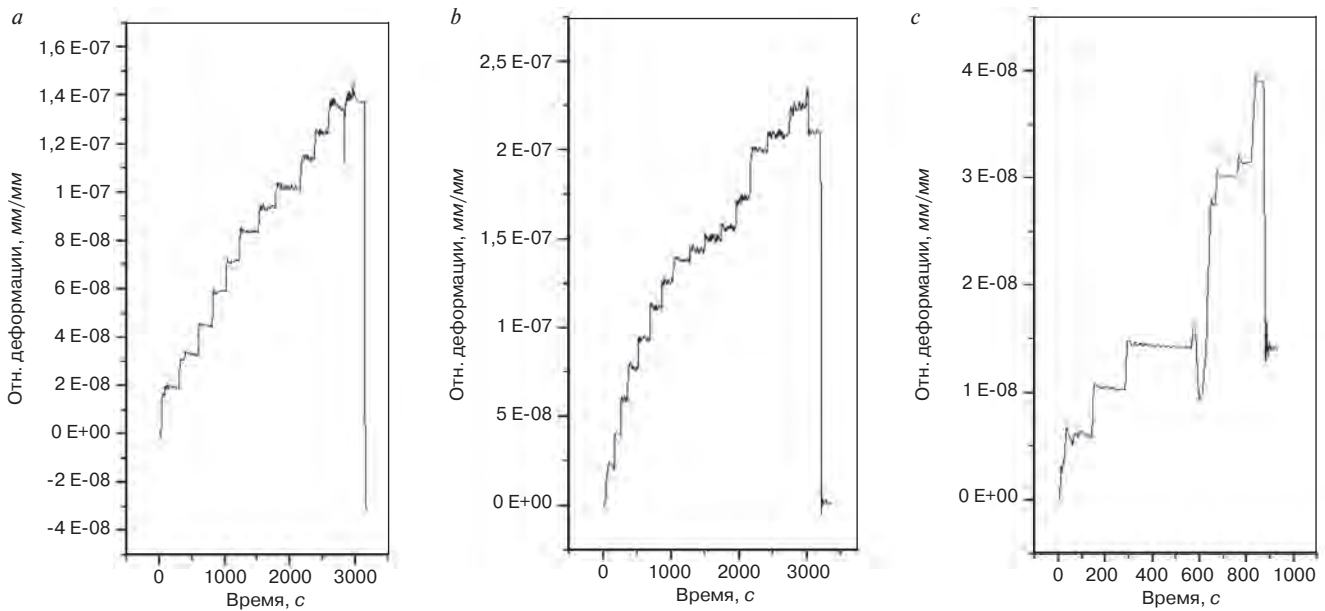 a
1,6 E-07
1,4 E-07
1,2 E-07
1 E-07
8 E-08
6 E-08
4 E-08
2 E-08
0 E+00
-2 E-08
-4 E-08
Отн. деформации, мм/мм
0 1000 2000 3000
Время, с
b
2,5 E-07
2 E-07
1,5 E-07
1 E-07
5 E-08
0 E+00
Отн. деформации, мм/мм
0 1000 2000 3000
Время, с
c
4 E-08
3 E-08
2 E-08
1 E-08
0 E+00
Отн. деформации, мм/мм
0 200 400 600 800 1000
Время, с